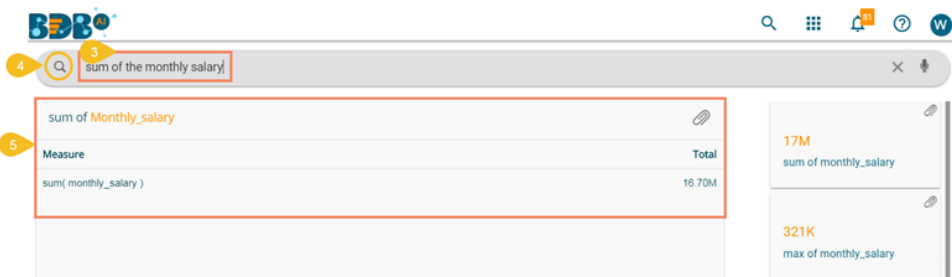 BDB AI
81
W
3
4
sum of the monthly salary
sum of Monthly_salary
5
Measure Total
sum( monthly_salary ) 16.70M
17M
sum of monthly_salary
321K
max of monthly_salary